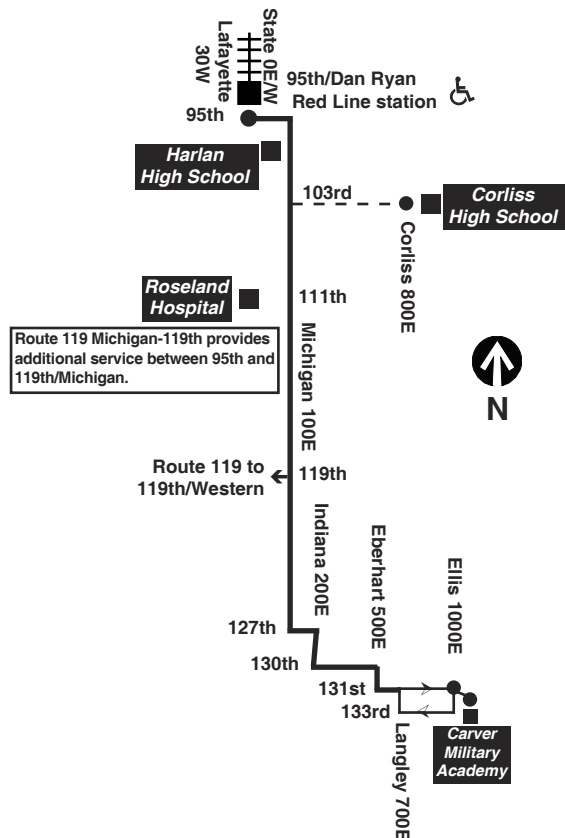 State 0E/W
Lafayette
30W
95th/Dan Ryan
Red Line station
95th
Harlan
High School
103rd
Corliss
High School
Corliss 800E
Roseland
Hospital
111th
Route 119 Michigan-119th provides
additional service between 95th and
119th/Michigan.
Michigan 100E
N
Route 119 to
119th/Western
119th
Indiana 200E
Eberhart 500E
Ellis 1000E
127th
130th
131st
133rd
Langley 700E
Carver
Military
Academy